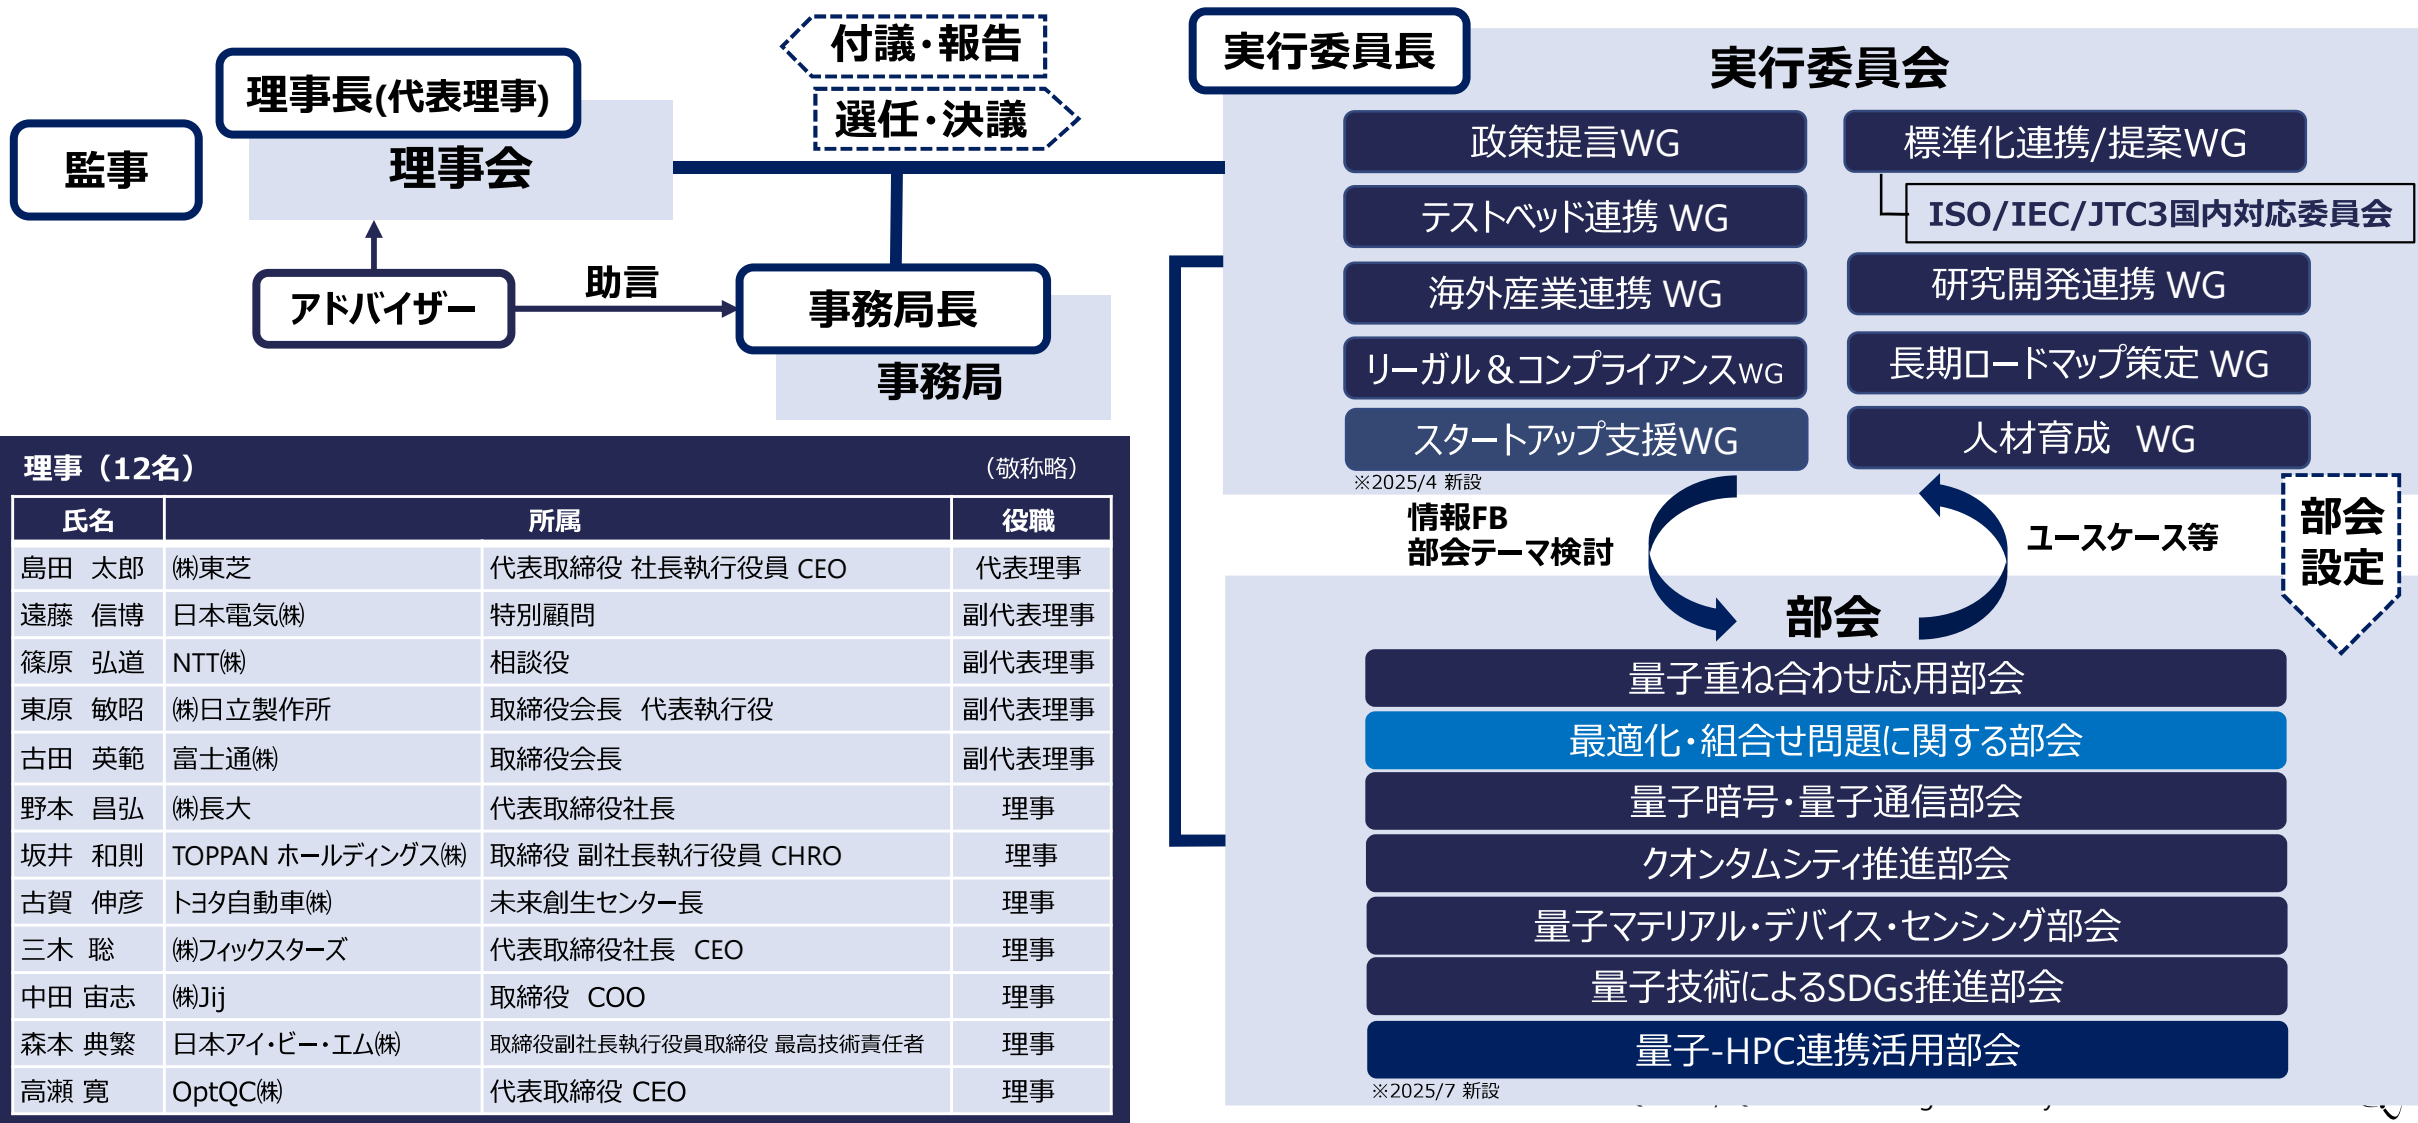 付議・報告
選任・決議
理事長(代表理事)
監事
理事会
アドバイザー
助言
事務局長
事務局
実行委員長
実行委員会
政策提言WG
標準化連携/提案WG
ISO/IEC/JTC3国内対応委員会
テストベッド連携 WG
海外産業連携 WG
研究開発連携 WG
リーガル＆コンプライアンスWG
長期ロードマップ策定 WG
スタートアップ支援WG
人材育成　WG
※2025/4 新設
情報FB
部会テーマ検討
ユースケース等
部会
設定
部会
量子重ね合わせ応用部会
最適化・組合せ問題に関する部会
量子暗号・量子通信部会
クオンタムシティ推進部会
量子マテリアル・デバイス・センシング部会
量子技術によるSDGs推進部会
量子-HPC連携活用部会
※2025/7 新設
理事（12名）　（敬称略）
氏名　所属　役職
島田　太郎　㈱東芝　代表取締役 社長執行役員 CEO　代表理事
遠藤　信博　日本電気㈱　特別顧問　副代表理事
篠原　弘道　NTT㈱　相談役　副代表理事
東原　敏昭　㈱日立製作所　取締役会長　代表執行役　副代表理事
古田　英範　富士通㈱　取締役会長　副代表理事
野本　昌弘　㈱長大　代表取締役社長　理事
坂井　和則　TOPPAN ホールディングス㈱　取締役 副社長執行役員 CHRO　理事
古賀　伸彦　トヨタ自動車㈱　未来創生センター長　理事
三木 聡　㈱フィックスターズ　代表取締役社長　CEO　理事
中田 宙志　㈱Jij　取締役　COO　理事
森本 典繁　日本アイ・ビー・エム㈱　取締役副社長執行役員取締役 最高技術責任者　理事
高瀬 寛　OptQC㈱　代表取締役 CEO　理事